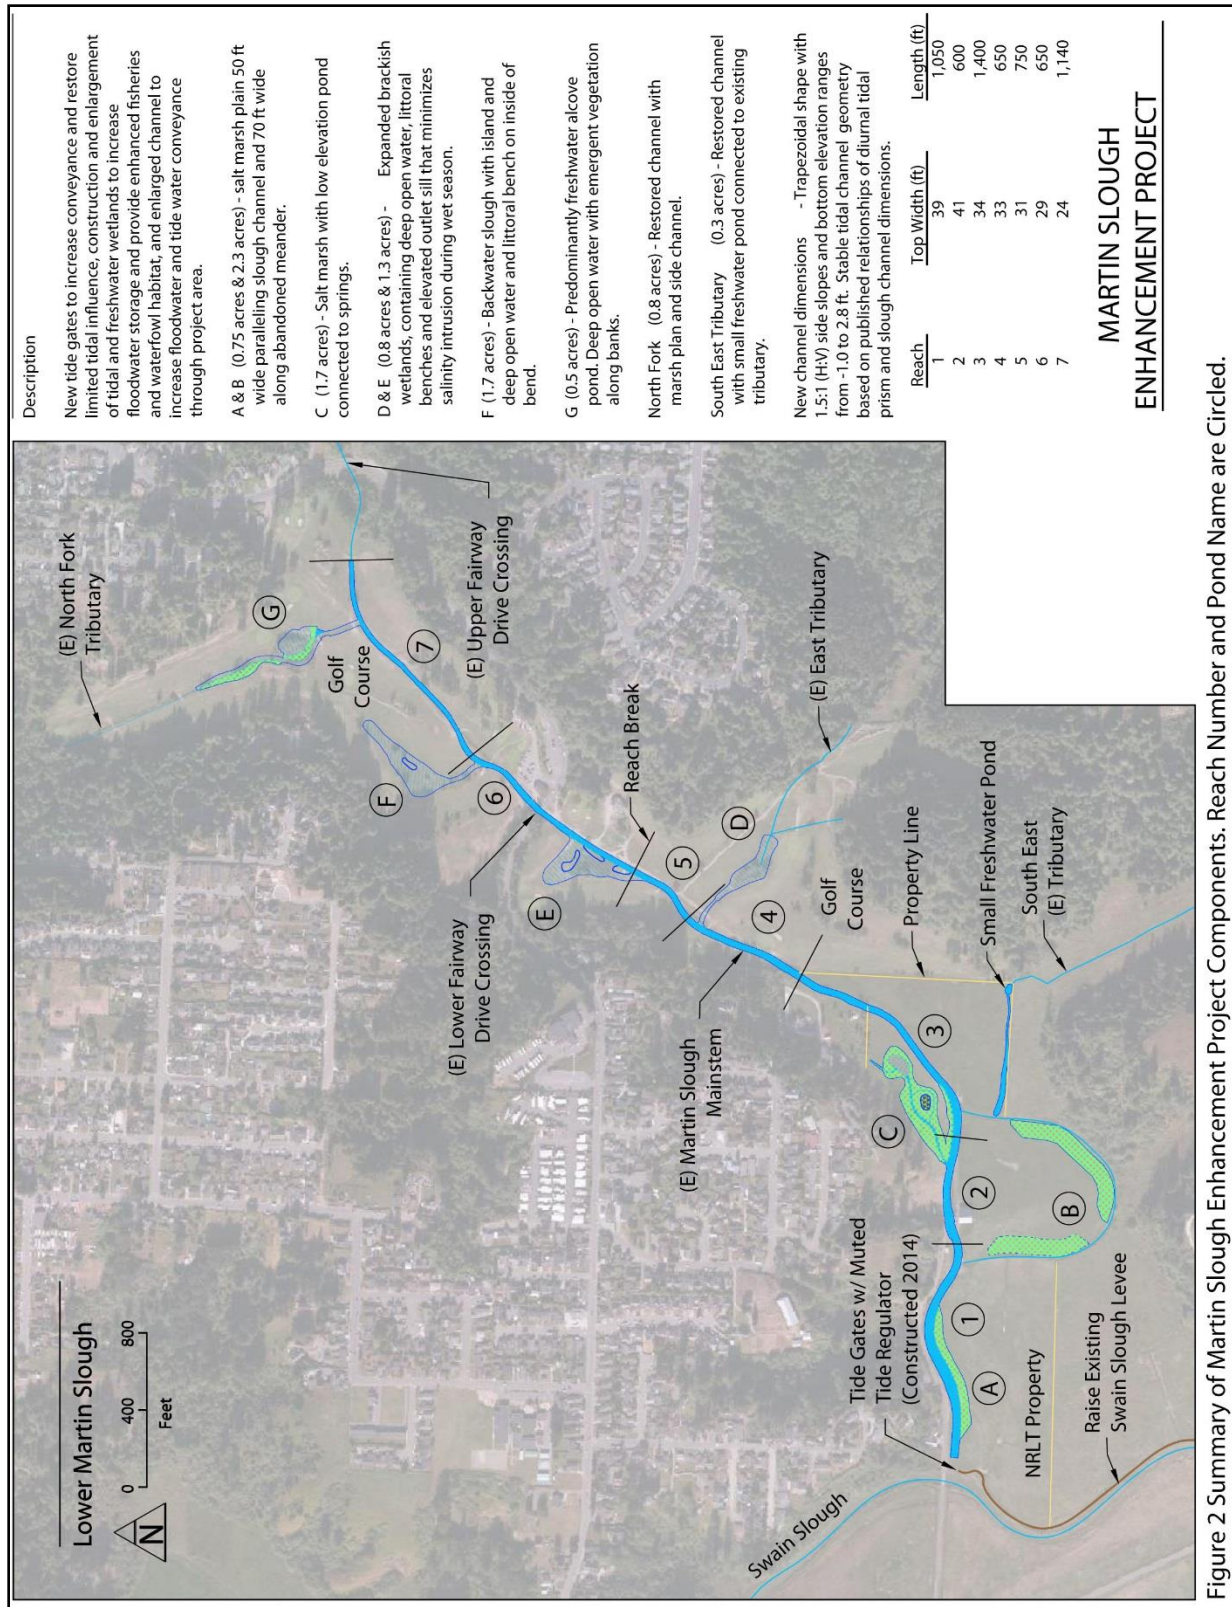 Lower Martin Slough
N
0 400 800
Feet
(E) North Fork
Tributary
G
Golf
Course
F
7
(E) Upper Fairway
Drive Crossing
6
(E) Lower Fairway
Drive Crossing
E
Reach Break
5
D
(E) East Tributary
4
(E) Martin Slough
Mainstem
Golf
Course
Property Line
Small Freshwater Pond
South East
(E) Tributary
3
C
2
B
Tide Gates w/ Muted
Tide Regulator
(Constructed 2014)
1
A
Swain Slough
NRLT Property
Raise Existing
Swain Slough Levee
Description
New tide gates to increase conveyance and restore
limited tidal influence, construction and enlargement
of tidal and freshwater wetlands to increase
floodwater storage and provide enhanced fisheries
and waterfowl habitat, and enlarged channel to
increase floodwater and tide water conveyance
through project area.
A & B (0.75 acres & 2.3 acres) - salt marsh plain 50 ft
wide paralleling slough channel and 70 ft wide
along abandoned meander.
C (1.7 acres) - Salt marsh with low elevation pond
connected to springs.
D & E (0.8 acres & 1.3 acres) - Expanded brackish
wetlands, containing deep open water, littoral
benches and elevated outlet sill that minimizes
salinity intrusion during wet season.
F (1.7 acres) - Backwater slough with island and
deep open water and littoral bench on inside of
bend.
G (0.5 acres) - Predominantly freshwater alcove
pond. Deep open water with emergent vegetation
along banks.
North Fork (0.8 acres) - Restored channel with
marsh plan and side channel.
South East Tributary (0.3 acres) - Restored channel
with small freshwater pond connected to existing
tributary.
New channel dimensions - Trapezoidal shape with
1.5:1 (H:V) side slopes and bottom elevation ranges
from -1.0 to 2.8 ft. Stable tidal channel geometry
based on published relationships of diurnal tidal
prism and slough channel dimensions.
Reach Top Width (ft) Length (ft)
1 39 1,050
2 41 600
3 34 1,400
4 33 650
5 31 750
6 29 650
7 24 1,140
MARTIN SLOUGH
ENHANCEMENT PROJECT
Figure 2 Summary of Martin Slough Enhancement Project Components. Reach Number and Pond Name are Circled.